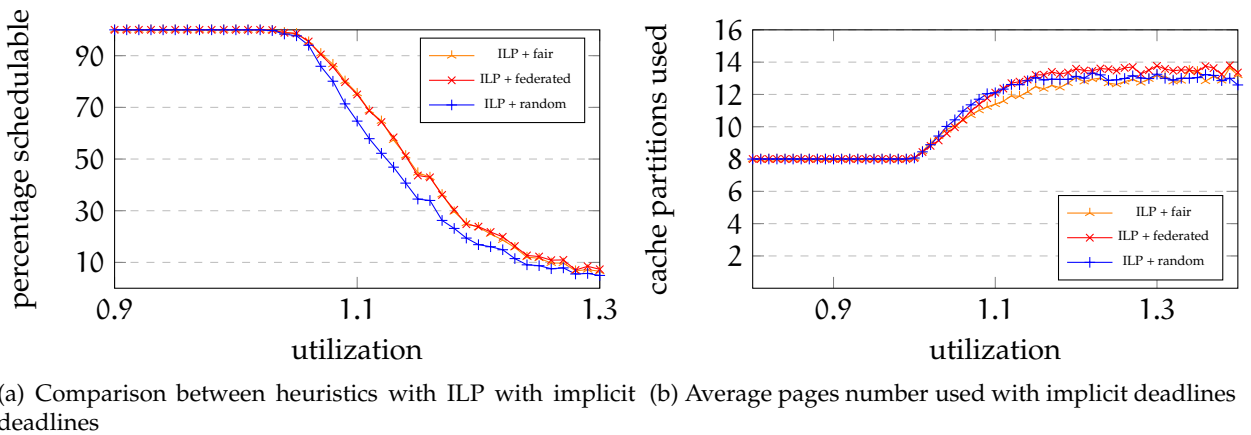 percentage schedulable
90
70
50
30
10
ILP + fair
ILP + federated
ILP + random
0.9
1.1
1.3
utilization
(a) Comparison between heuristics with ILP with implicit
deadlines
cache partitions used
16
14
12
10
8
6
4
2
ILP + fair
ILP + federated
ILP + random
0.9
1.1
1.3
utilization
(b) Average pages number used with implicit deadlines